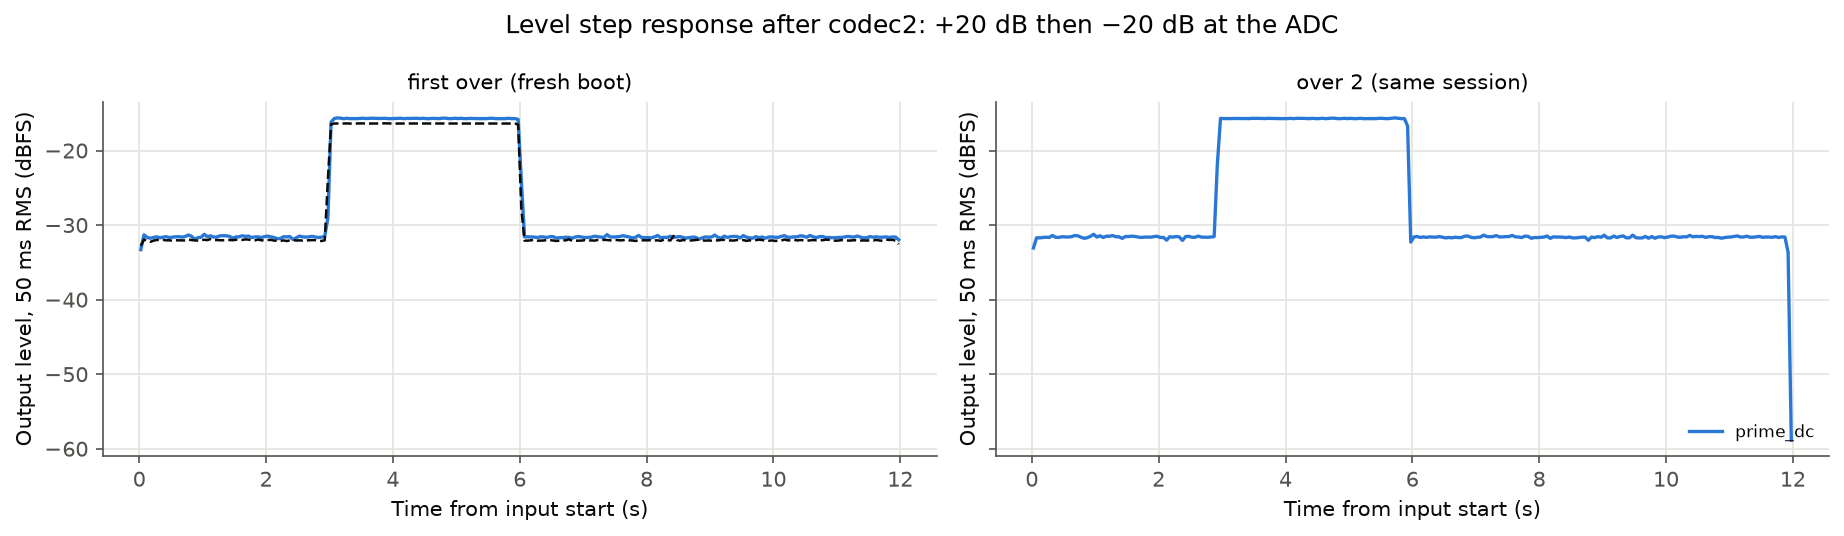 Level step response after codec2: +20 dB then −20 dB at the ADC
first over (fresh boot)
Output level, 50 ms RMS (dBFS)
−20
−30
−40
−50
−60
0 2 4 6 8 10 12
Time from input start (s)
over 2 (same session)
Output level, 50 ms RMS (dBFS)
prime_dc
0 2 4 6 8 10 12
Time from input start (s)